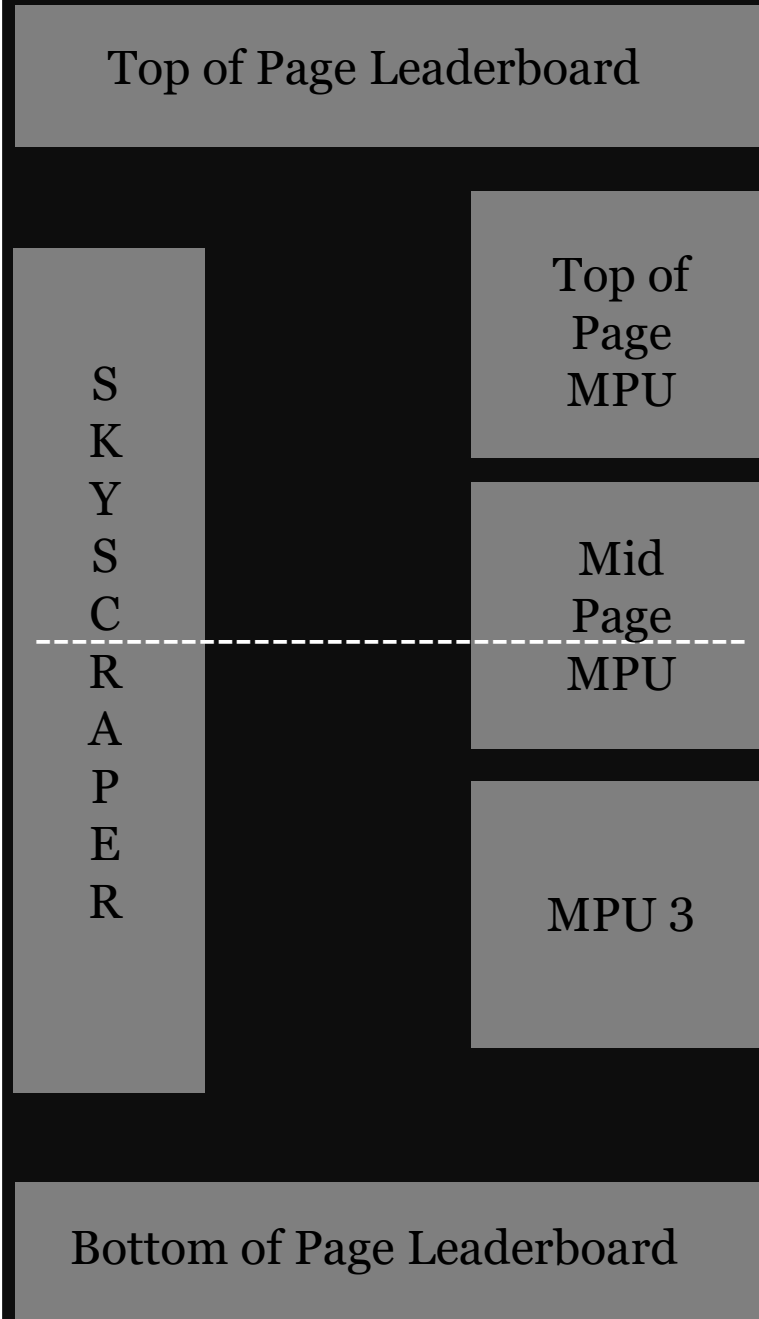 Top of Page Leaderboard
Top of
Page
MPU
S
K
Y
S
C
R
A
P
E
R
Mid
Page
MPU
MPU 3
Bottom of Page Leaderboard